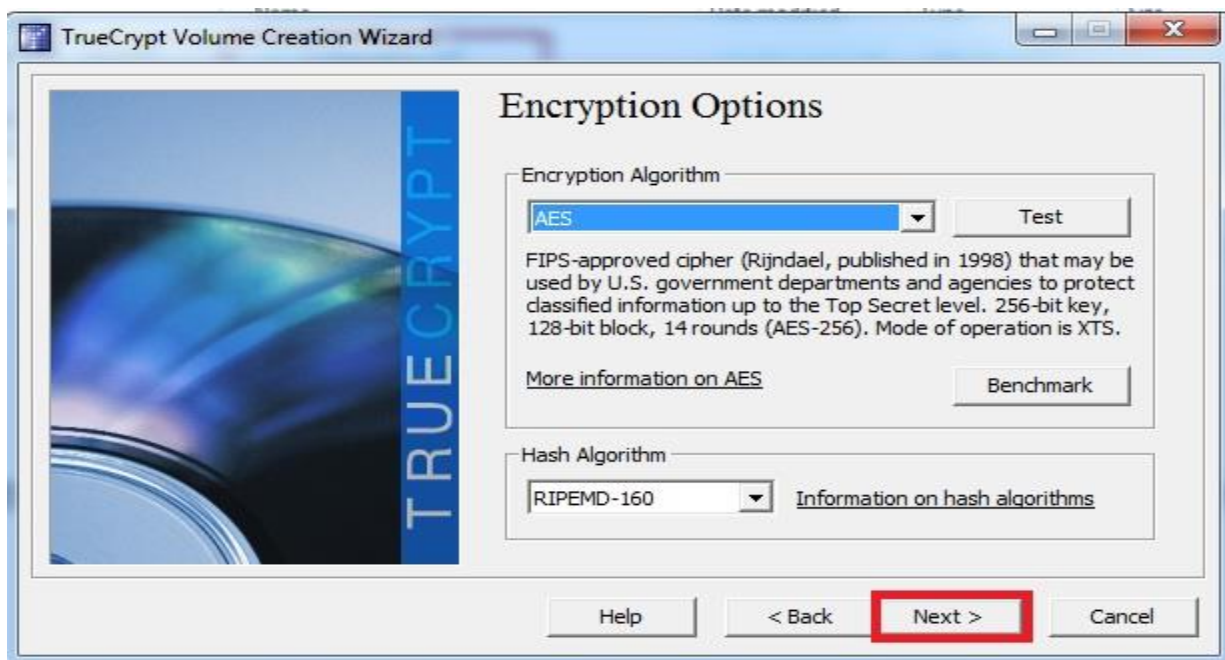 TrueCrypt Volume Creation Wizard
TRUECRYPT
Encryption Options
Encryption Algorithm
AES
Test
FIPS-approved cipher (Rijndael, published in 1998) that may be
used by U.S. government departments and agencies to protect
classified information up to the Top Secret level. 256-bit key,
128-bit block, 14 rounds (AES-256). Mode of operation is XTS.
More information on AES
Benchmark
Hash Algorithm
RIPEMD-160
Information on hash algorithms
Help
< Back
Next >
Cancel